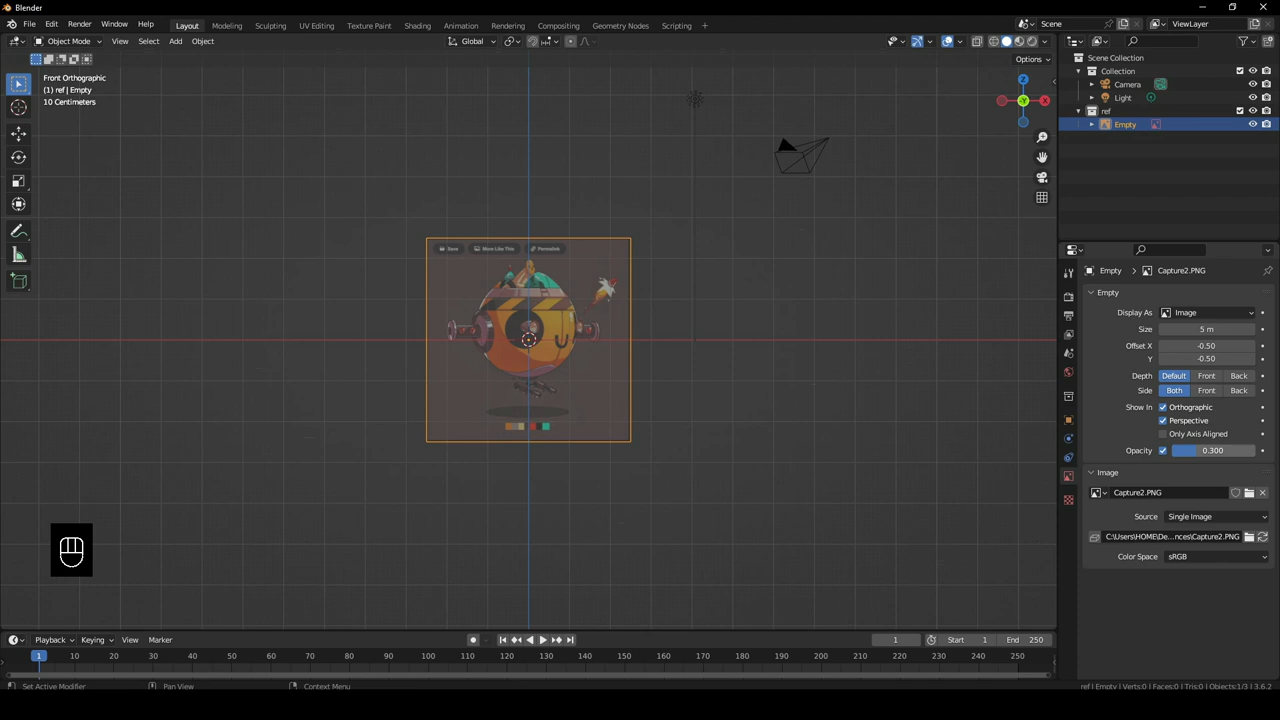 Blender
File Edit Render Window Help Layout Modeling Sculpting UV Editing Texture Paint Shading Animation Rendering Compositing Geometry Nodes Scripting + Scene ViewLayer
Object Mode View Select Add Object Global
Options
Front Orthographic
(1) ref | Empty
10 Centimeters
Z
-Y
X
Save More Like This Permalink
Scene Collection
Collection
Camera
Light
ref
Empty
Empty Capture2.PNG
Empty
Display As Image
Size 5 m
Offset X -0.50
Y -0.50
Depth Default Front Back
Side Both Front Back
Show In Orthographic
Perspective
Only Axis Aligned
Opacity 0.300
Image
Capture2.PNG
Source Single Image
C:\Users\HOME\De...nces\Capture2.PNG
Color Space sRGB
Playback Keying View Marker 1 Start 1 End 250
1 10 20 30 40 50 60 70 80 90 100 110 120 130 140 150 160 170 180 190 200 210 220 230 240 250
Set Active Modifier Pan View Context Menu ref | Empty | Verts:0 | Faces:0 | Tris:0 | Objects:1/3 | 3.6.2